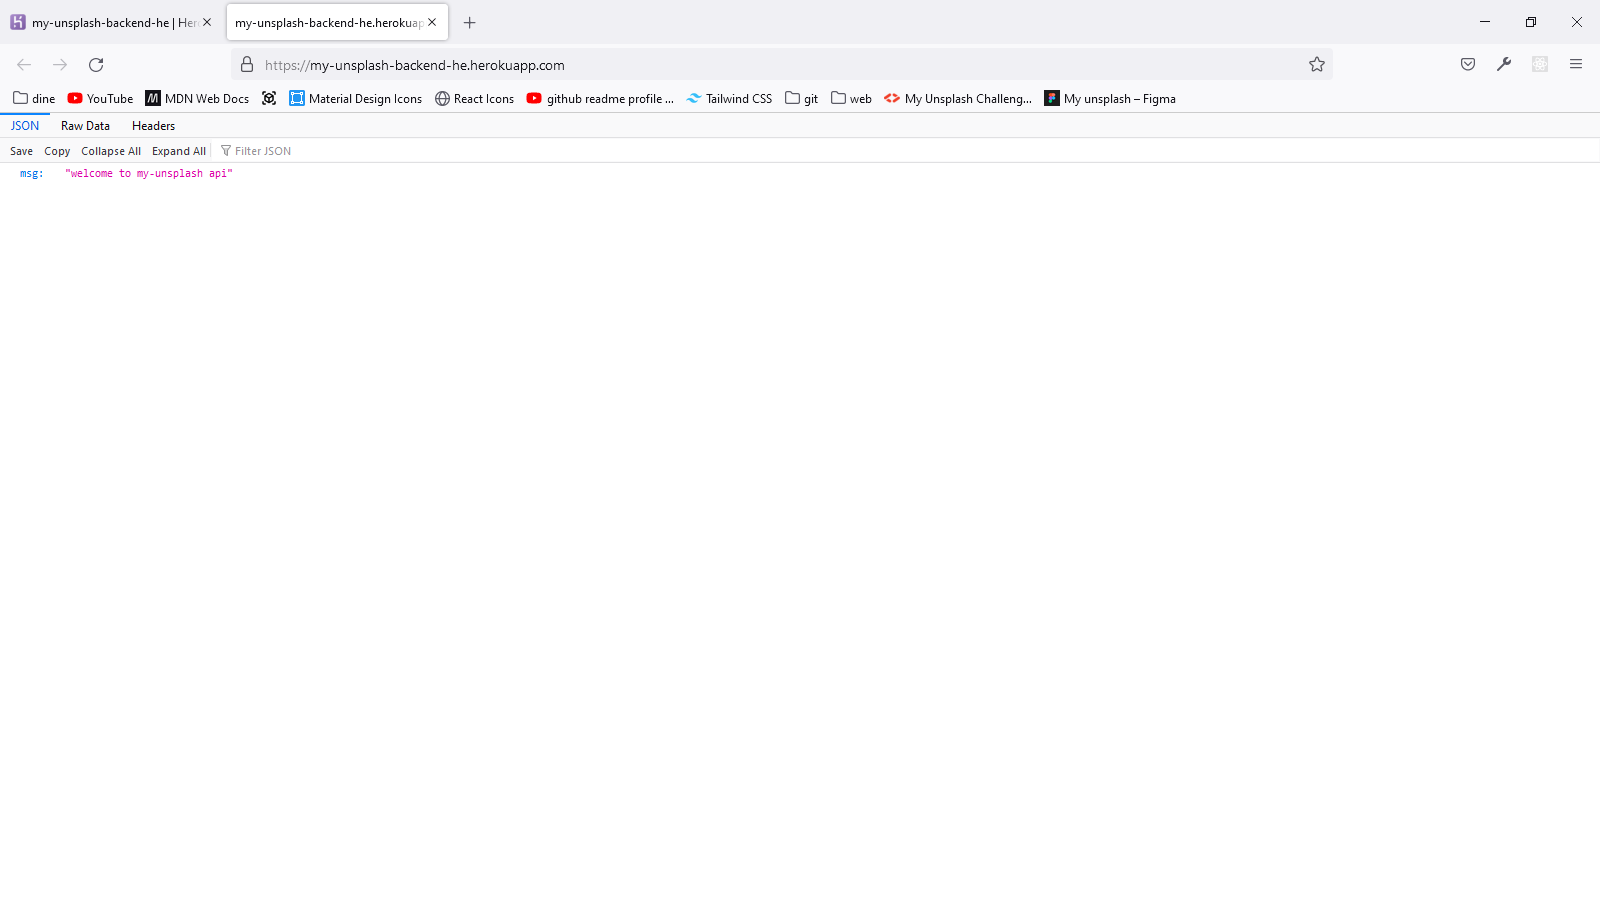 my-unsplash-backend-he | Her
my-unsplash-backend-he.herokuap
https://my-unsplash-backend-he.herokuapp.com
dine YouTube MDN Web Docs Material Design Icons React Icons github readme profile ... Tailwind CSS git web My Unsplash Challeng... My unsplash – Figma
JSON Raw Data Headers
Save Copy Collapse All Expand All Filter JSON
msg: "welcome to my-unsplash api"